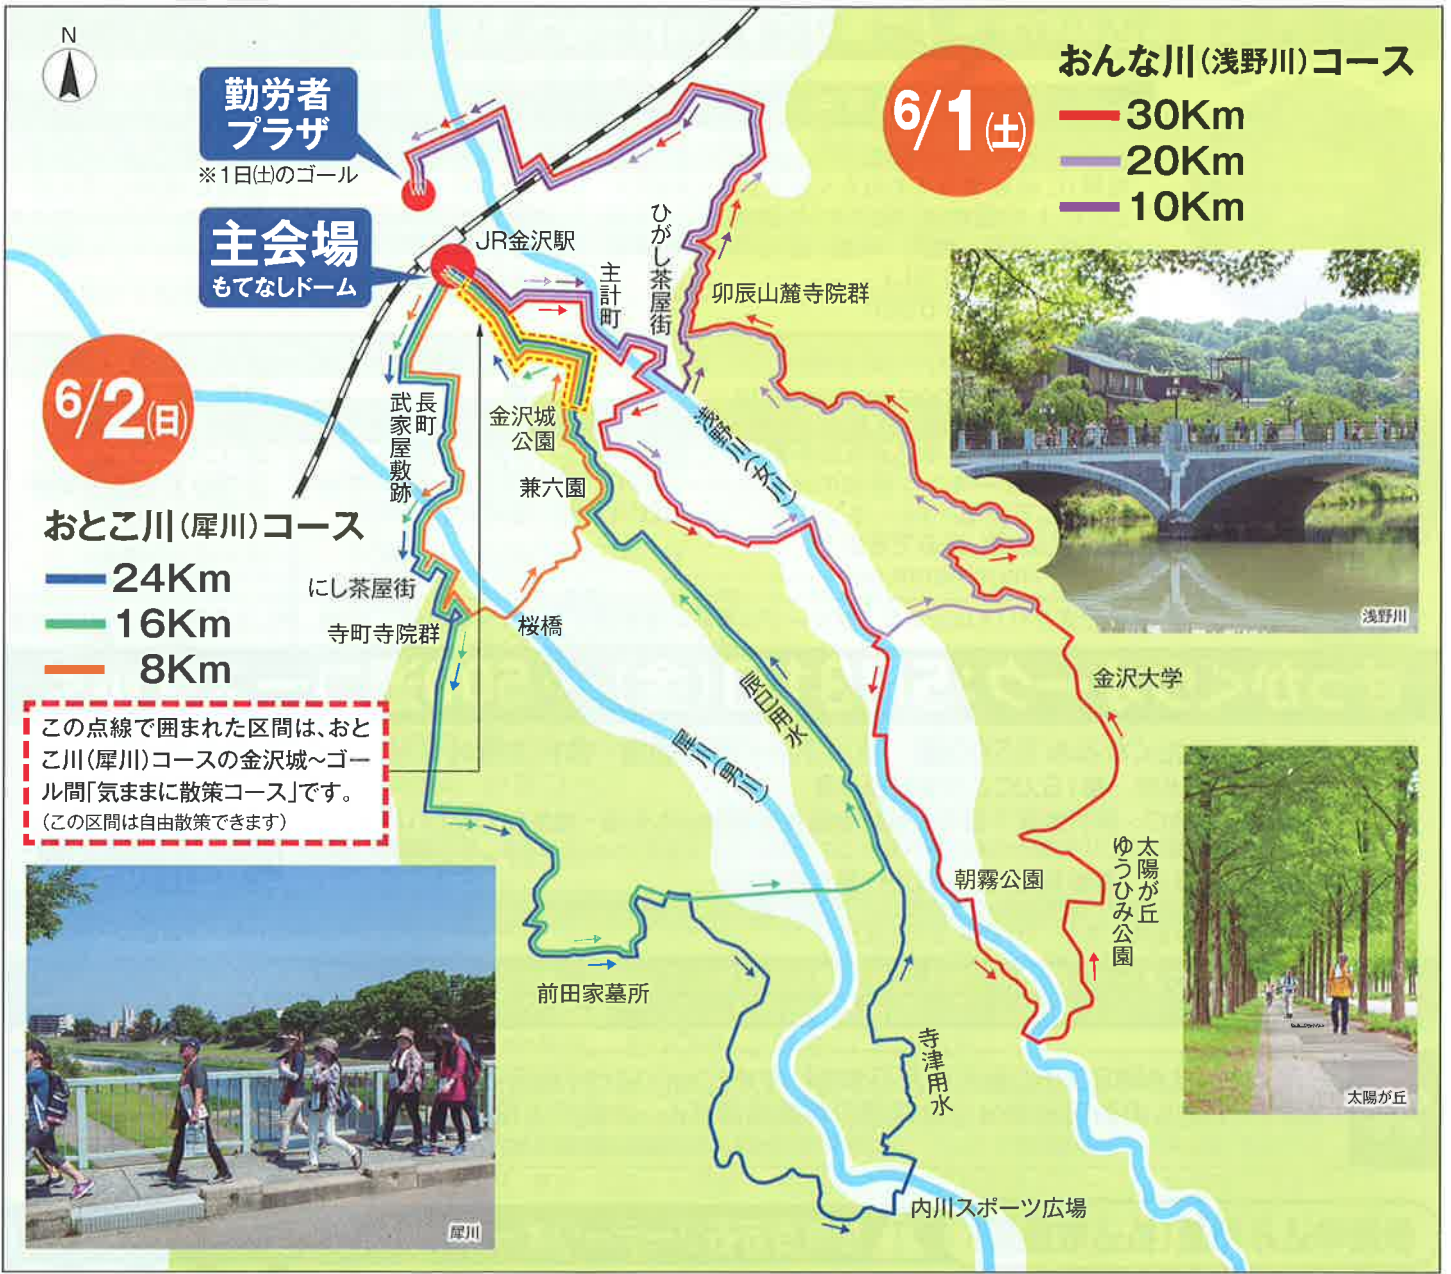 N
勤労者
プラザ
※1日(土)のゴール
主会場
もてなしドーム
JR金沢駅
6/1(土)
おんな川(浅野川)コース
30Km
20Km
10Km
主計町
ひがし茶屋街
卯辰山麓寺院群
浅野川(女川)
浅野川
6/2(日)
おとこ川(犀川)コース
24Km
16Km
8Km
長町
武家屋敷跡
金沢城
公園
兼六園
にし茶屋街
寺町寺院群
桜橋
この点線で囲まれた区間は、おと
こ川(犀川)コースの金沢城~ゴー
ル間「気ままに散策コース」です。
(この区間は自由散策できます)
辰巳用水
犀川(男川)
金沢大学
朝霧公園
太陽が丘
ゆうひみ公園
前田家墓所
寺津用水
内川スポーツ広場
犀川
太陽が丘